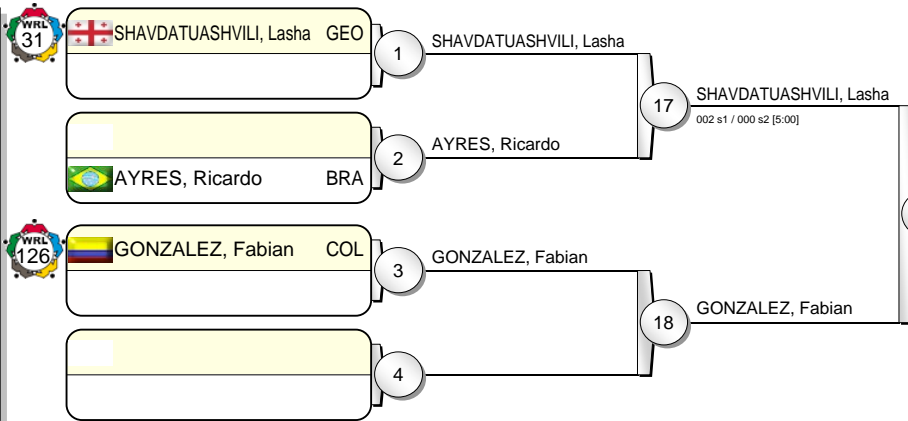 WRL
31
SHAVDATUASHVILI, Lasha GEO
1
SHAVDATUASHVILI, Lasha
17
SHAVDATUASHVILI, Lasha
002 s1 / 000 s2 [5:00]
2
AYRES, Ricardo
AYRES, Ricardo BRA
WRL
126
GONZALEZ, Fabian COL
3
GONZALEZ, Fabian
18
GONZALEZ, Fabian
4